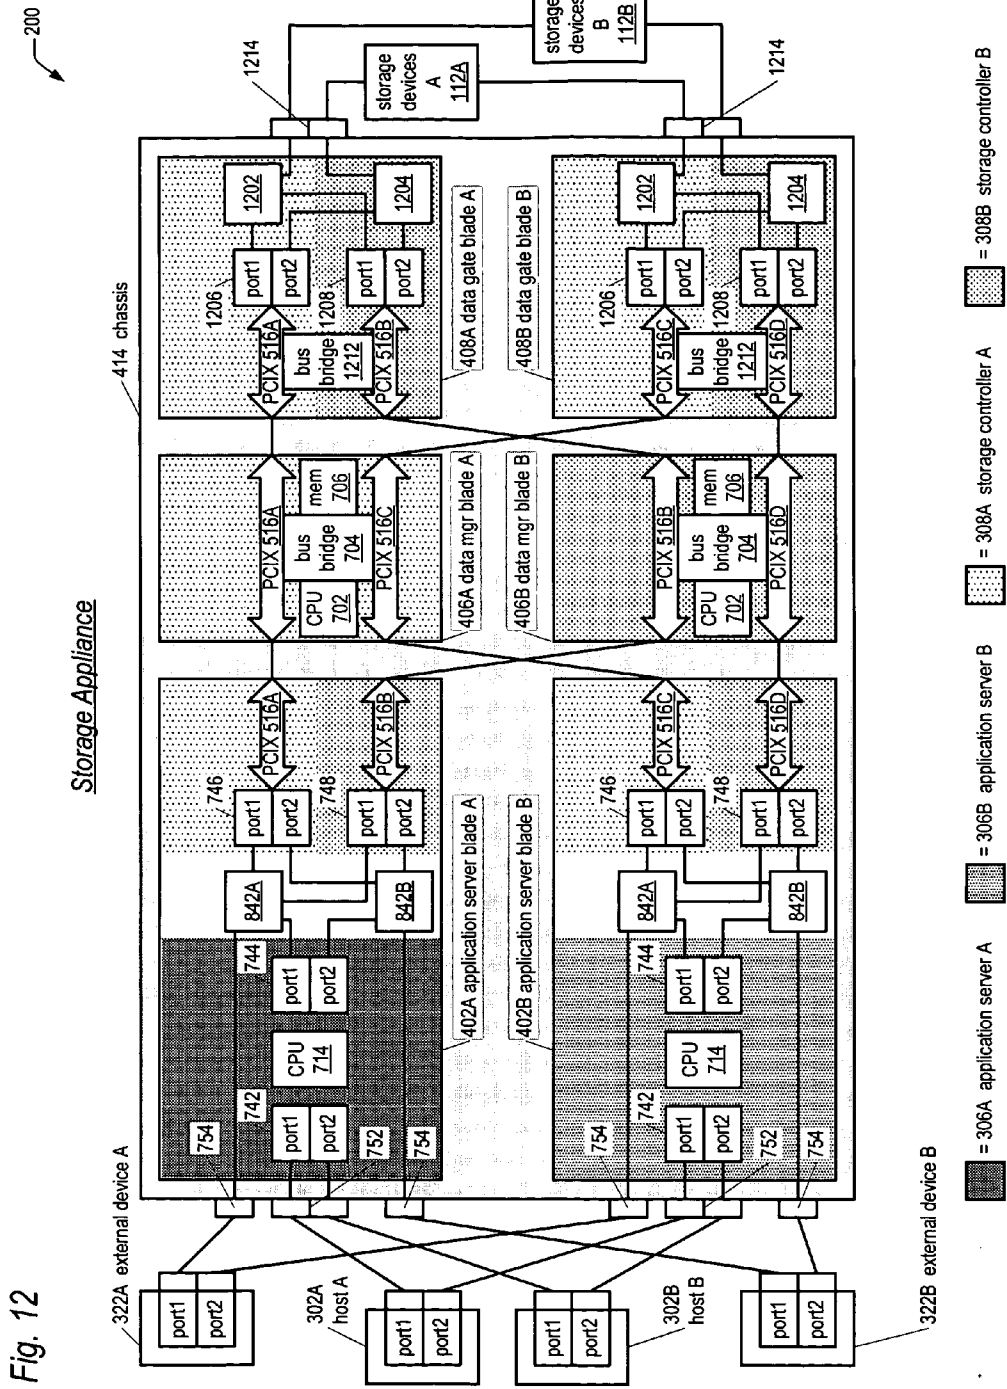 Fig. 12
Storage Appliance
200
414 chassis
322A external device A
port1
port2
302A
host A
port1
port2
302B
host B
port1
port2
322B external device B
port1
port2
754
752
754
742
port1
port2
CPU
714
744
port1
port2
842A
842B
746
port1
port2
748
port1
port2
PCIX 516A
PCIX 516B
402A application server blade A
754
752
754
742
port1
port2
CPU
714
744
port1
port2
842A
842B
746
port1
port2
748
port1
port2
PCIX 516C
PCIX 516D
402B application server blade B
PCIX 516A
CPU
702
bus
bridge
704
mem
706
PCIX 516C
406A data mgr blade A
PCIX 516B
CPU
702
bus
bridge
704
mem
706
PCIX 516D
406B data mgr blade B
PCIX 516A
bus
bridge
1212
PCIX 516B
1206
port1
port2
1208
port1
port2
1202
1204
408A data gate blade A
PCIX 516C
bus
bridge
1212
PCIX 516D
1206
port1
port2
1208
port1
port2
1202
1204
408B data gate blade B
1214
1214
storage
devices
A
112A
storage
devices
B
112B
= 306A application server A
= 306B application server B
= 308A storage controller A
= 308B storage controller B